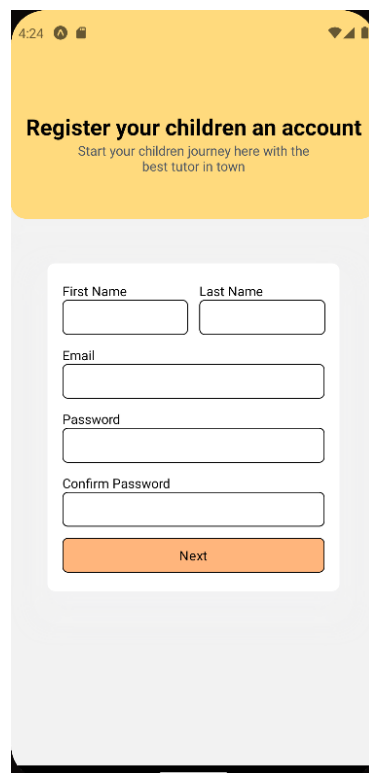 4:24
Register your children an account
Start your children journey here with the
best tutor in town
First Name Last Name
Email
Password
Confirm Password
Next